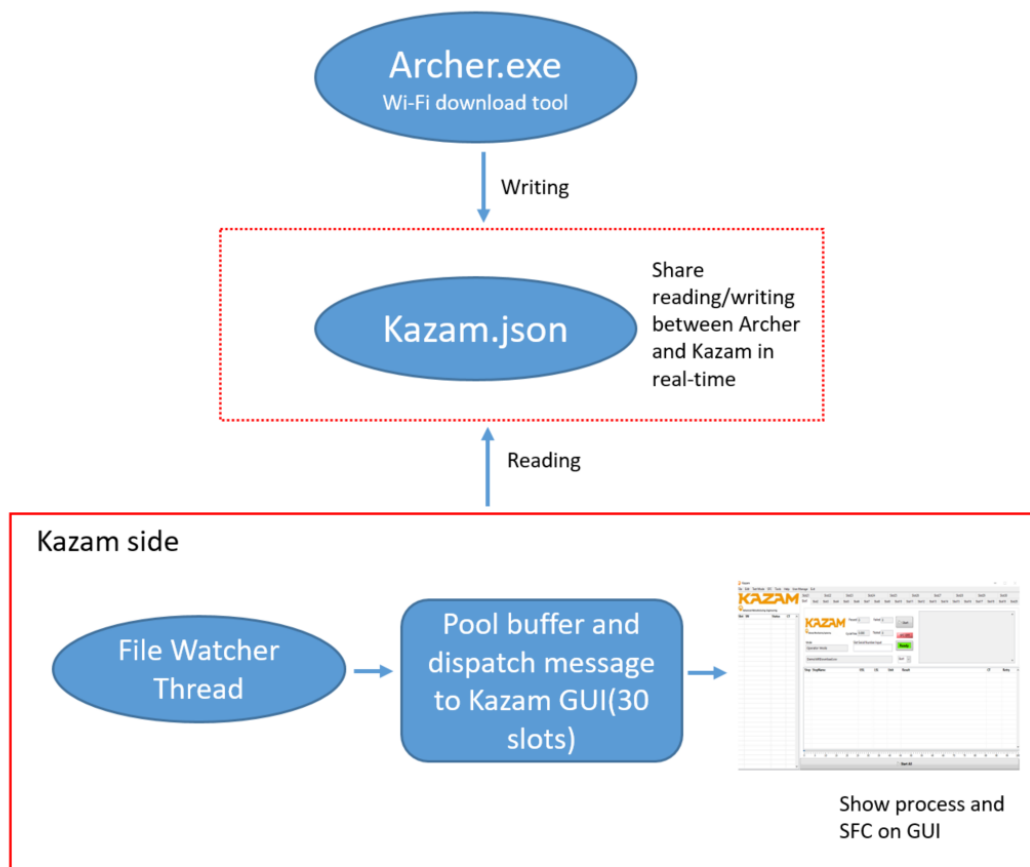 Archer.exe
Wi-Fi download tool
Writing
Kazam.json
Share
reading/writing
between Archer
and Kazam in
real-time
Reading
Kazam side
File Watcher
Thread
Pool buffer and
dispatch message
to Kazam GUI(30
slots)
KAZAM
KAZAM
Show process and
SFC on GUI